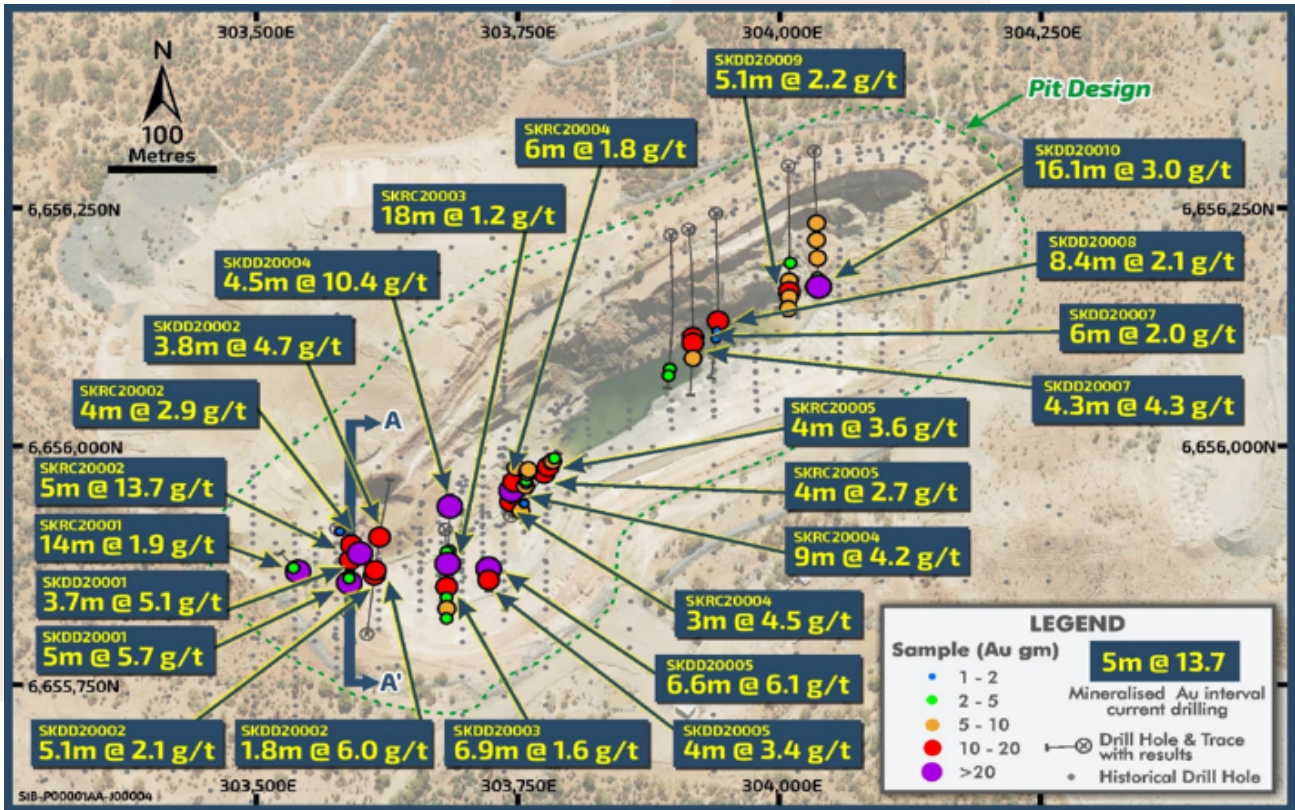 303,500E
303,750E
304,000E
304,250E
N
100
Metres
SKDD20009
5.1m @ 2.2 g/t
Pit Design
SKRC20004
6m @ 1.8 g/t
SKDD20010
16.1m @ 3.0 g/t
SKRC20003
18m @ 1.2 g/t
6,656,250N
6,656,250N
SKDD20008
8.4m @ 2.1 g/t
SKDD20004
4.5m @ 10.4 g/t
SKDD20007
6m @ 2.0 g/t
SKDD20002
3.8m @ 4.7 g/t
SKDD20007
4.3m @ 4.3 g/t
SKRC20002
4m @ 2.9 g/t
A
SKRC20005
4m @ 3.6 g/t
6,656,000N
6,656,000N
SKRC20002
5m @ 13.7 g/t
SKRC20005
4m @ 2.7 g/t
SKRC20001
14m @ 1.9 g/t
SKRC20004
9m @ 4.2 g/t
SKDD20001
3.7m @ 5.1 g/t
SKRC20004
3m @ 4.5 g/t
SKDD20001
5m @ 5.7 g/t
SKDD20005
6.6m @ 6.1 g/t
A'
6,655,750N
SKDD20002
5.1m @ 2.1 g/t
SKDD20002
1.8m @ 6.0 g/t
SKDD20003
6.9m @ 1.6 g/t
SKDD20005
4m @ 3.4 g/t
LEGEND
Sample (Au gm)
1 - 2
2 - 5
5 - 10
10 - 20
>20
5m @ 13.7
Mineralised Au interval
current drilling
Drill Hole & Trace
with results
Historical Drill Hole
SIB-P00001AA-J00004
303,500E
303,750E
304,000E